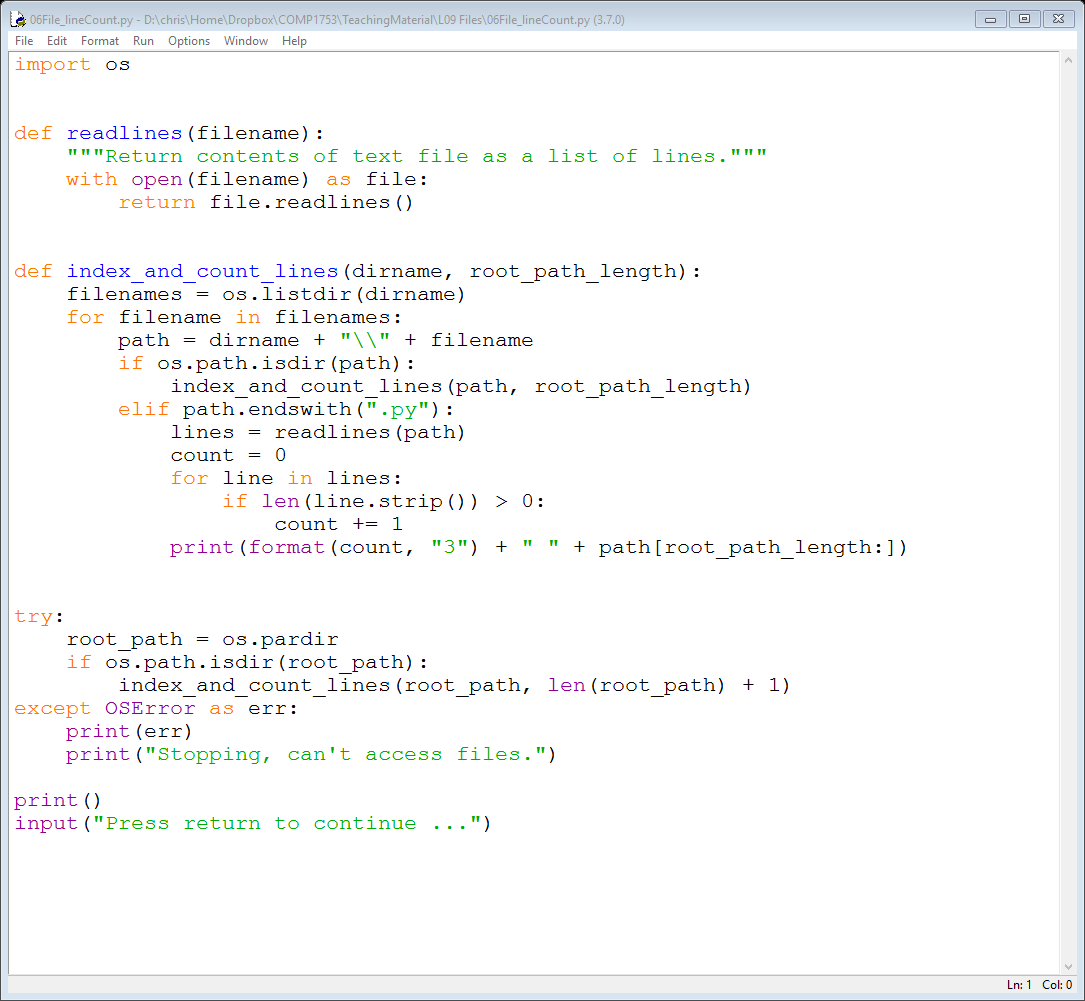 06File_lineCount.py - D:\chris\Home\Dropbox\COMP1753\TeachingMaterial\L09 Files\06File_lineCount.py (3.7.0)
File Edit Format Run Options Window Help
import os
def readlines(filename):
    """Return contents of text file as a list of lines."""
    with open(filename) as file:
        return file.readlines()
def index_and_count_lines(dirname, root_path_length):
    filenames = os.listdir(dirname)
    for filename in filenames:
        path = dirname + "\\" + filename
        if os.path.isdir(path):
            index_and_count_lines(path, root_path_length)
        elif path.endswith(".py"):
            lines = readlines(path)
            count = 0
            for line in lines:
                if len(line.strip()) > 0:
                    count += 1
            print(format(count, "3") + " " + path[root_path_length:])
try:
    root_path = os.pardir
    if os.path.isdir(root_path):
        index_and_count_lines(root_path, len(root_path) + 1)
except OSError as err:
    print(err)
    print("Stopping, can't access files.")
print()
input("Press return to continue ...")
Ln: 1 Col: 0